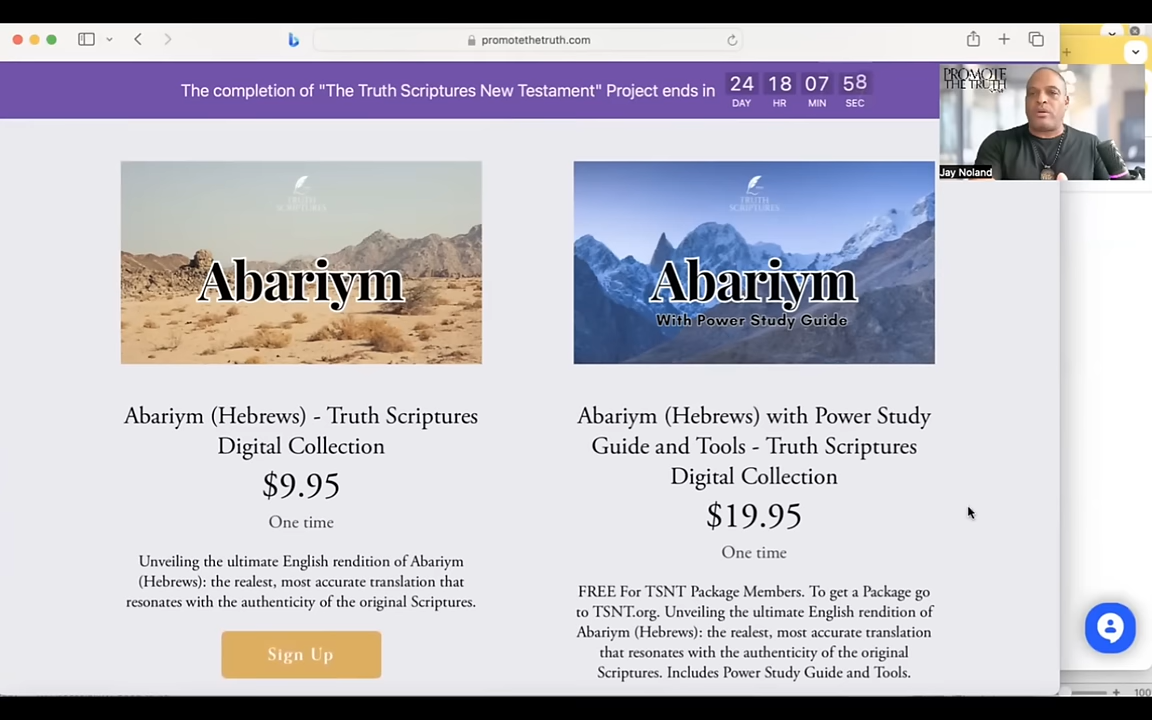 promotethetruth.com
The completion of "The Truth Scriptures New Testament" Project ends in
24 18 07 58
DAY HR MIN SEC
PROMOTE
THE TRUTH
Jay Noland
TRUTH
SCRIPTURES
Abariym
TRUTH
SCRIPTURES
Abariym
With Power Study Guide
Abariym (Hebrews) - Truth Scriptures
Digital Collection
$9.95
One time
Unveiling the ultimate English rendition of Abariym
(Hebrews): the realest, most accurate translation that
resonates with the authenticity of the original Scriptures.
Sign Up
Abariym (Hebrews) with Power Study
Guide and Tools - Truth Scriptures
Digital Collection
$19.95
One time
FREE For TSNT Package Members. To get a Package go
to TSNT.org. Unveiling the ultimate English rendition of
Abariym (Hebrews): the realest, most accurate translation
that resonates with the authenticity of the original
Scriptures. Includes Power Study Guide and Tools.
100